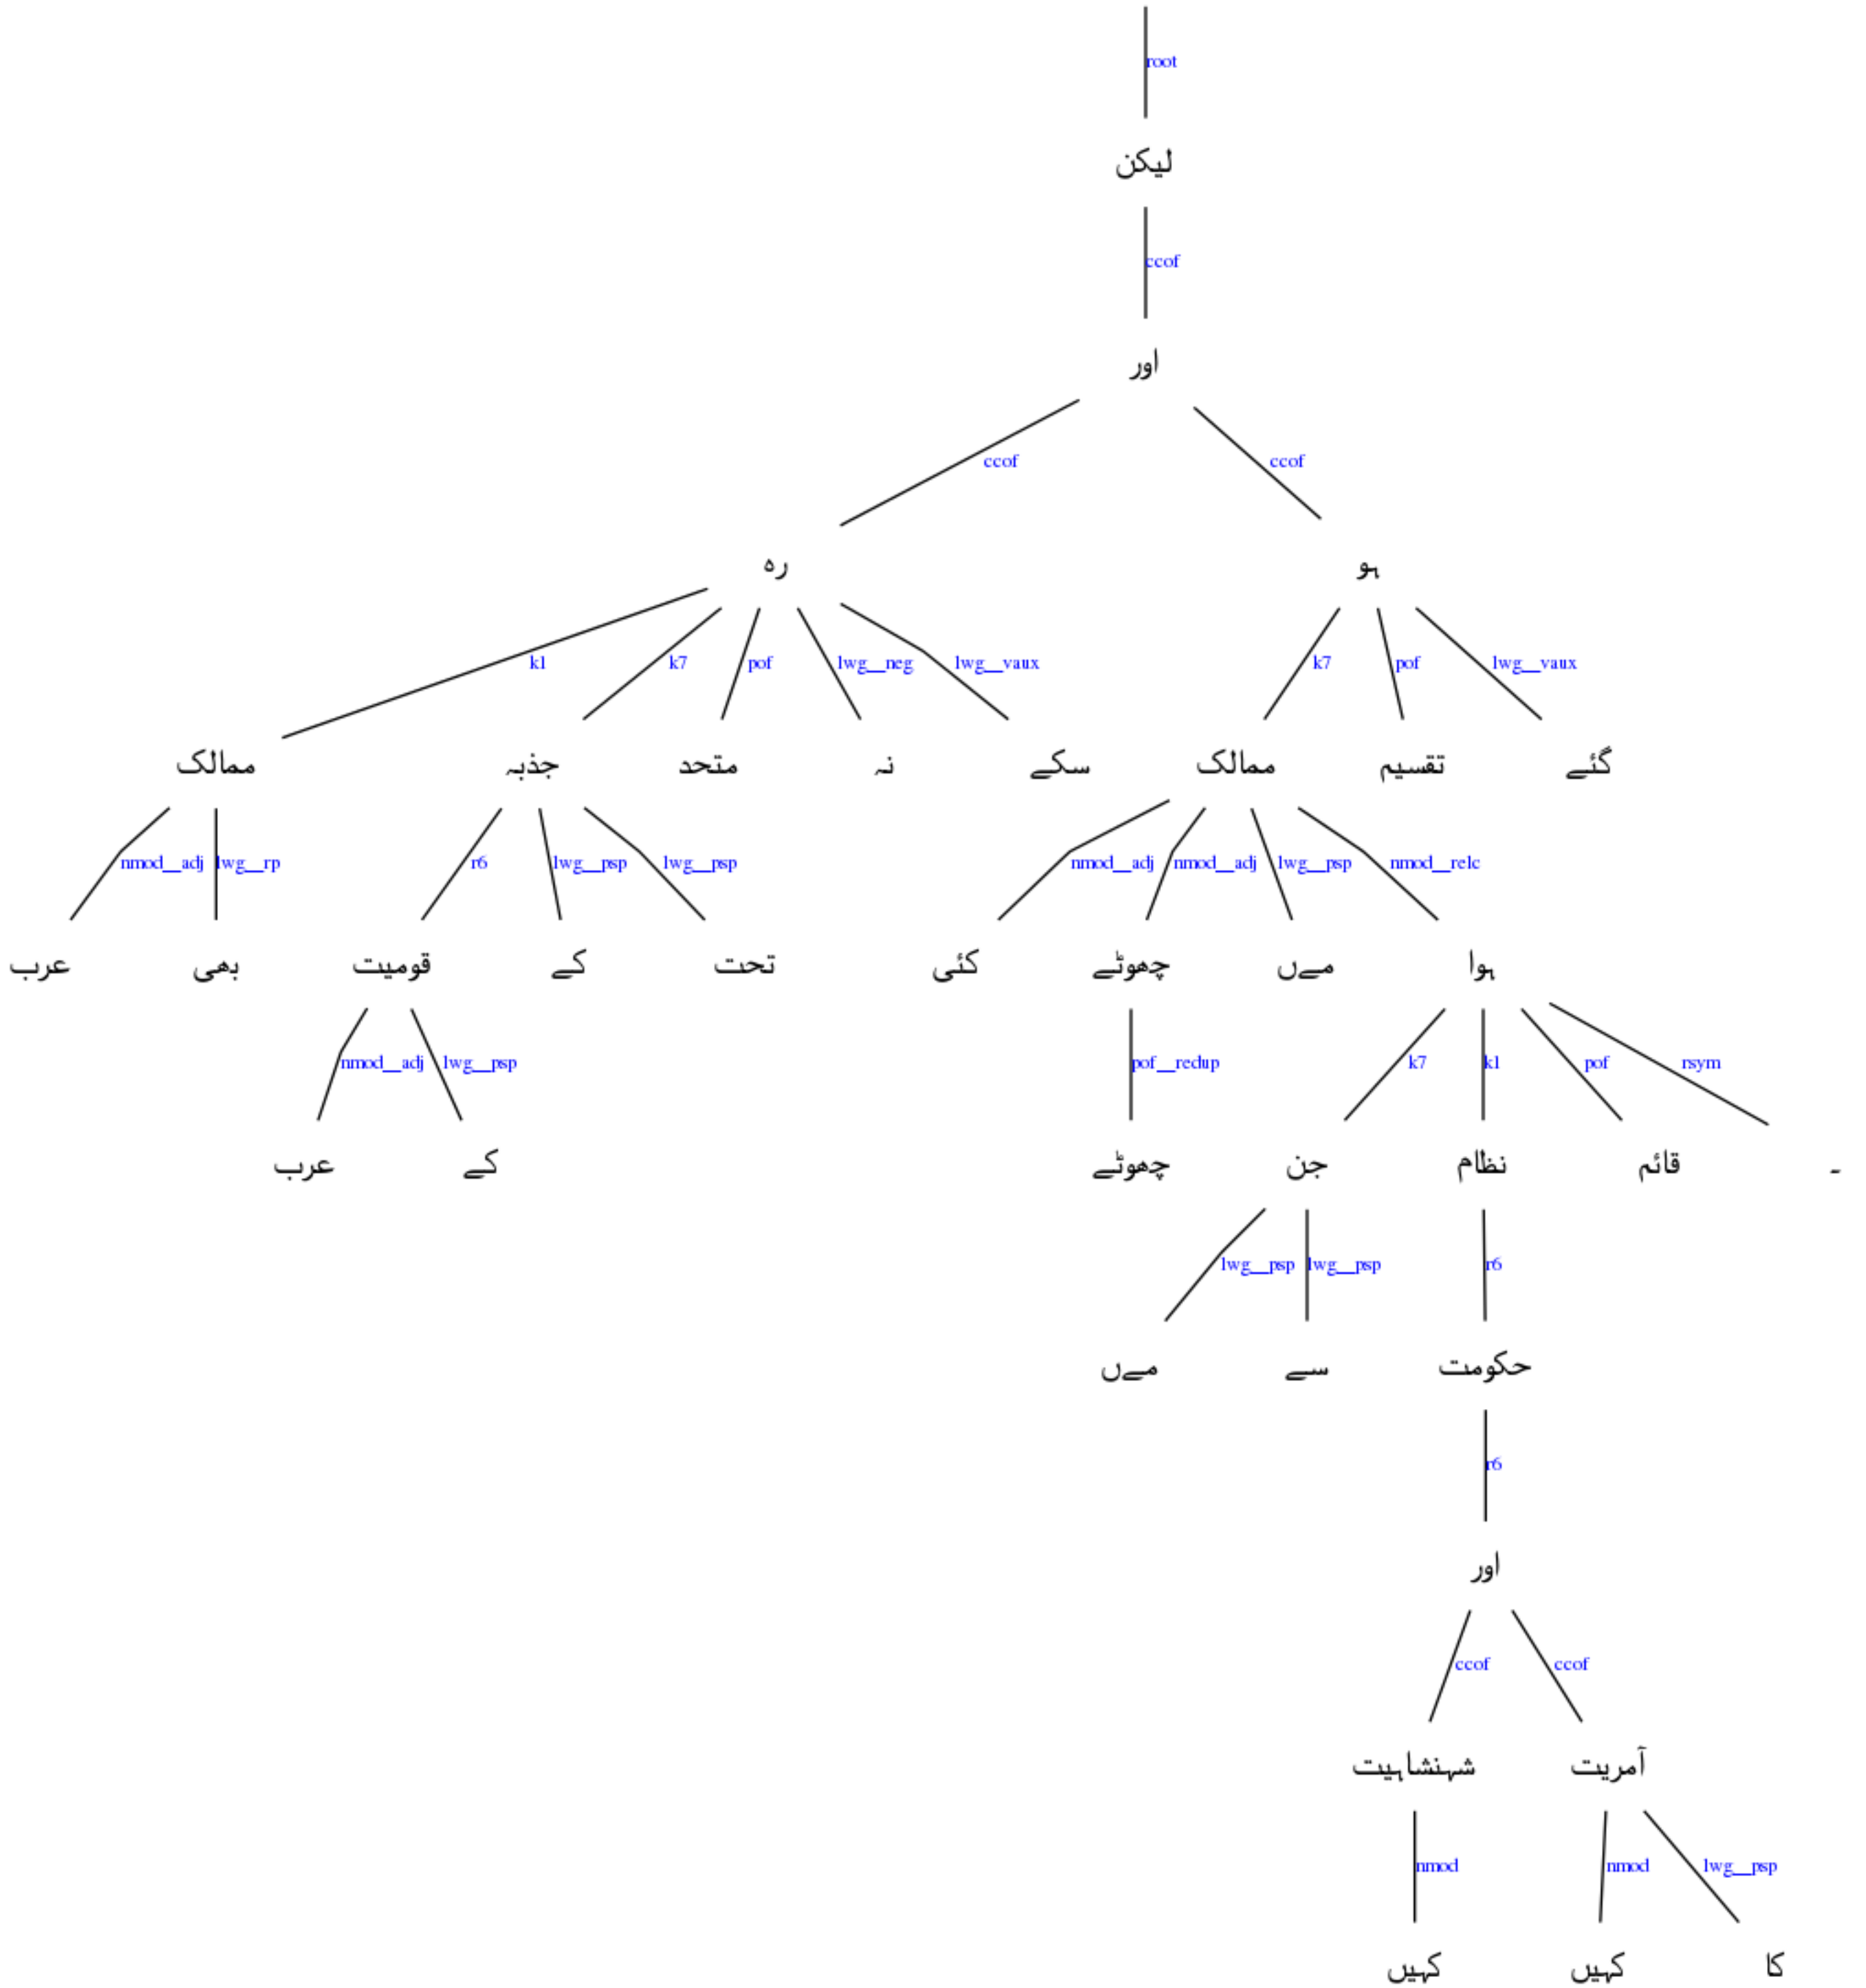 root
لیکن
ccof
اور
ccof ccof
رہ ہو
k1 k7 pof lwg__neg lwg__vaux k7 pof lwg__vaux
ممالک جذبہ متحد نہ سکے ممالک تقسیم گئے
nmod__adj lwg__rp r6 lwg__psp lwg__psp nmod__adj nmod__adj lwg__psp nmod__relc
عرب بھی قومیت کے تحت کئی چھوٹے مےں ہوا
nmod__adj lwg__psp pof__redup k7 k1 pof rsym
عرب کے چھوٹے جن نظام قائم ۔
lwg__psp lwg__psp r6
مےں سے حکومت
r6
اور
ccof ccof
شہنشاہیت آمریت
nmod nmod lwg__psp
کہیں کہیں کا